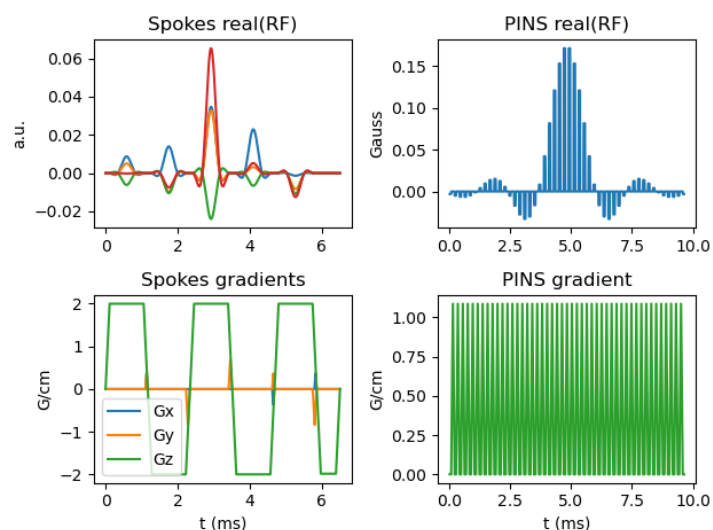 Spokes real(RF)
a.u.
0.06
0.04
0.02
0.00
−0.02
0
2
4
6
PINS real(RF)
Gauss
0.15
0.10
0.05
0.00
0.0
2.5
5.0
7.5
10.0
Spokes gradients
G/cm
2
1
0
−1
−2
Gx
Gy
Gz
0
2
4
6
t (ms)
PINS gradient
G/cm
1.00
0.75
0.50
0.25
0.00
0.0
2.5
5.0
7.5
10.0
t (ms)